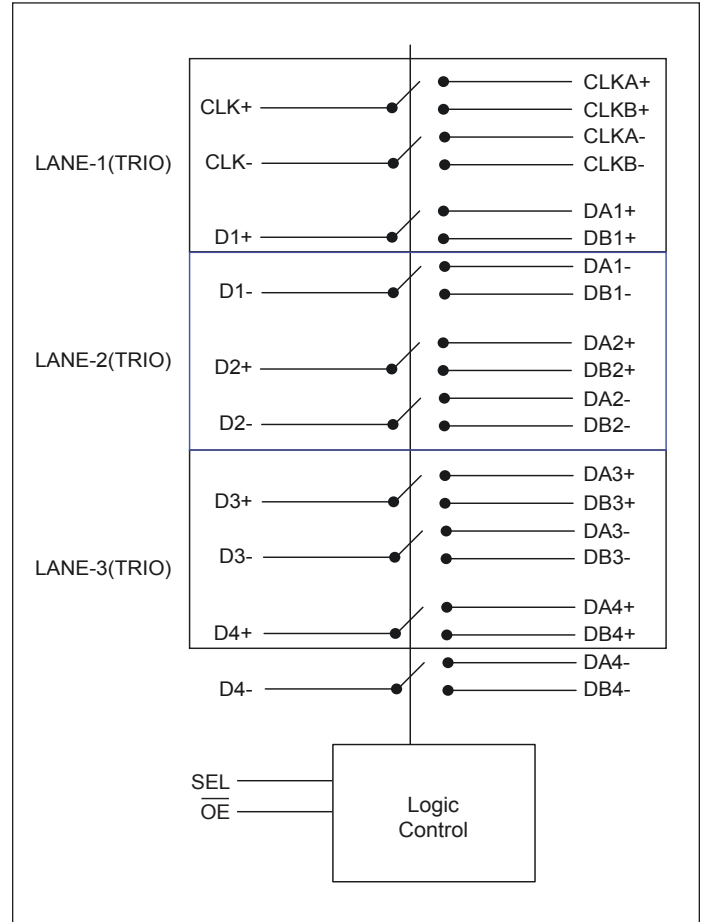 CLKA+
CLK+
CLKB+
CLKA-
LANE-1(TRIO)
CLK-
CLKB-
DA1+
D1+
DB1+
DA1-
D1-
DB1-
DA2+
LANE-2(TRIO)
D2+
DB2+
DA2-
D2-
DB2-
DA3+
D3+
DB3+
DA3-
D3-
DB3-
LANE-3(TRIO)
DA4+
D4+
DB4+
DA4-
D4-
DB4-
SEL
O̅E̅
Logic
Control